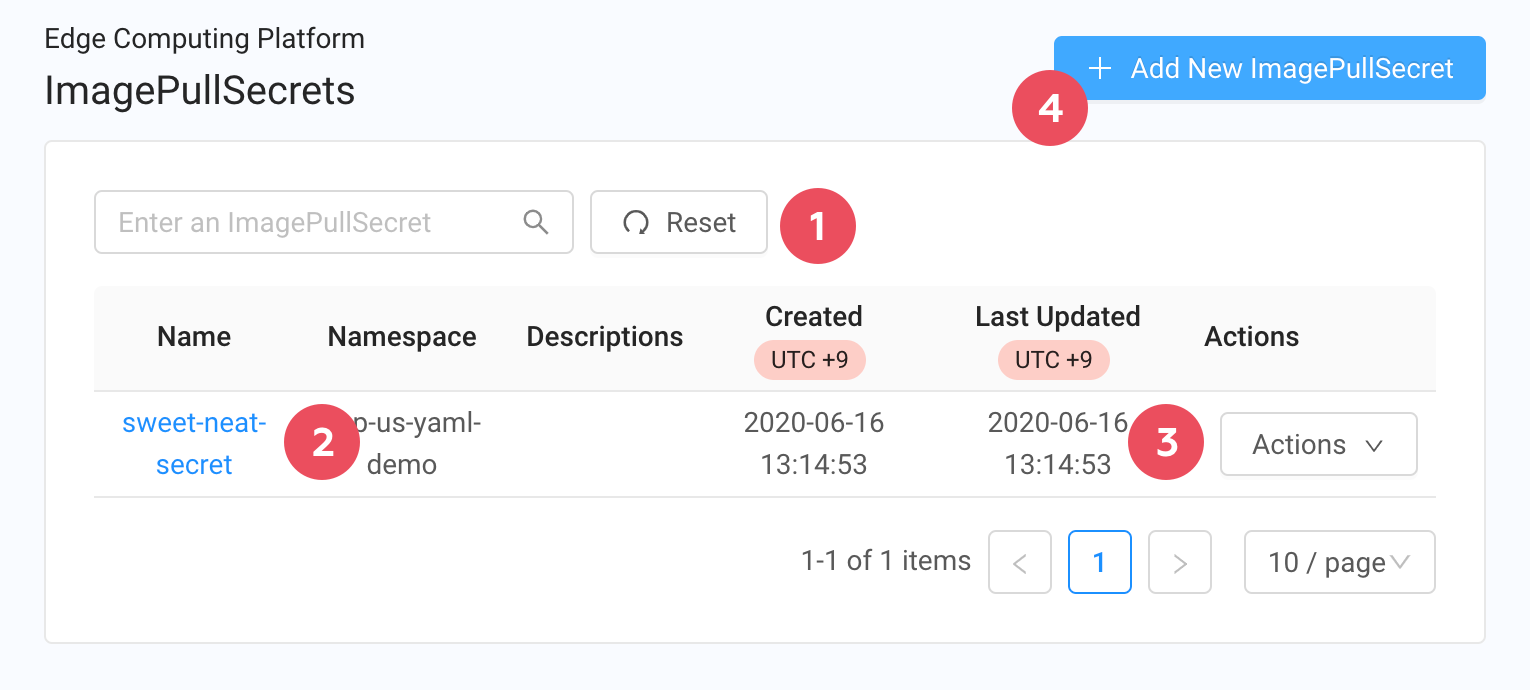 Edge Computing Platform
ImagePullSecrets
Add New ImagePullSecret
4
Enter an ImagePullSecret
Reset
1
Name Namespace Descriptions Created UTC +9 Last Updated UTC +9 Actions
sweet-neat- 2 p-us-yaml- 2020-06-16 2020-06-16 3 Actions
secret demo 13:14:53 13:14:53
1-1 of 1 items < 1 > 10 / page